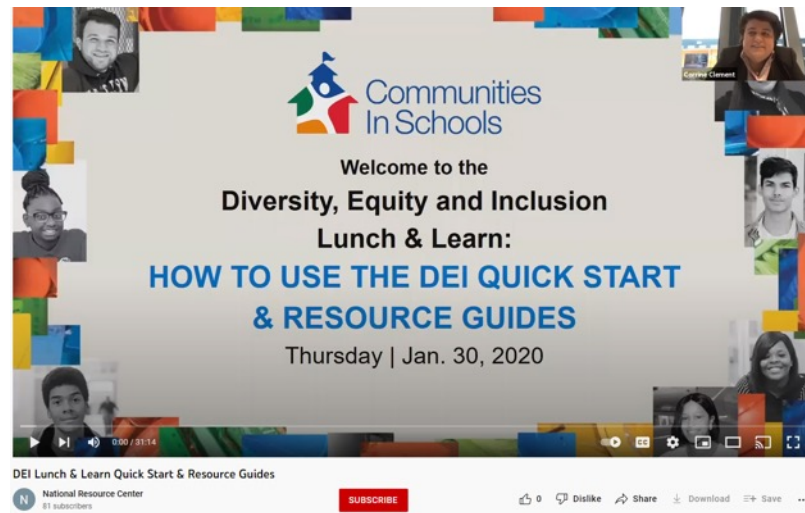 Communities
In Schools
Corrine Clement
Welcome to the
Diversity, Equity and Inclusion
Lunch & Learn:
HOW TO USE THE DEI QUICK START
& RESOURCE GUIDES
Thursday | Jan. 30, 2020
0:00 / 31:14
CC
DEI Lunch & Learn Quick Start & Resource Guides
N
National Resource Center
81 subscribers
SUBSCRIBE
0
Dislike
Share
Download
Save